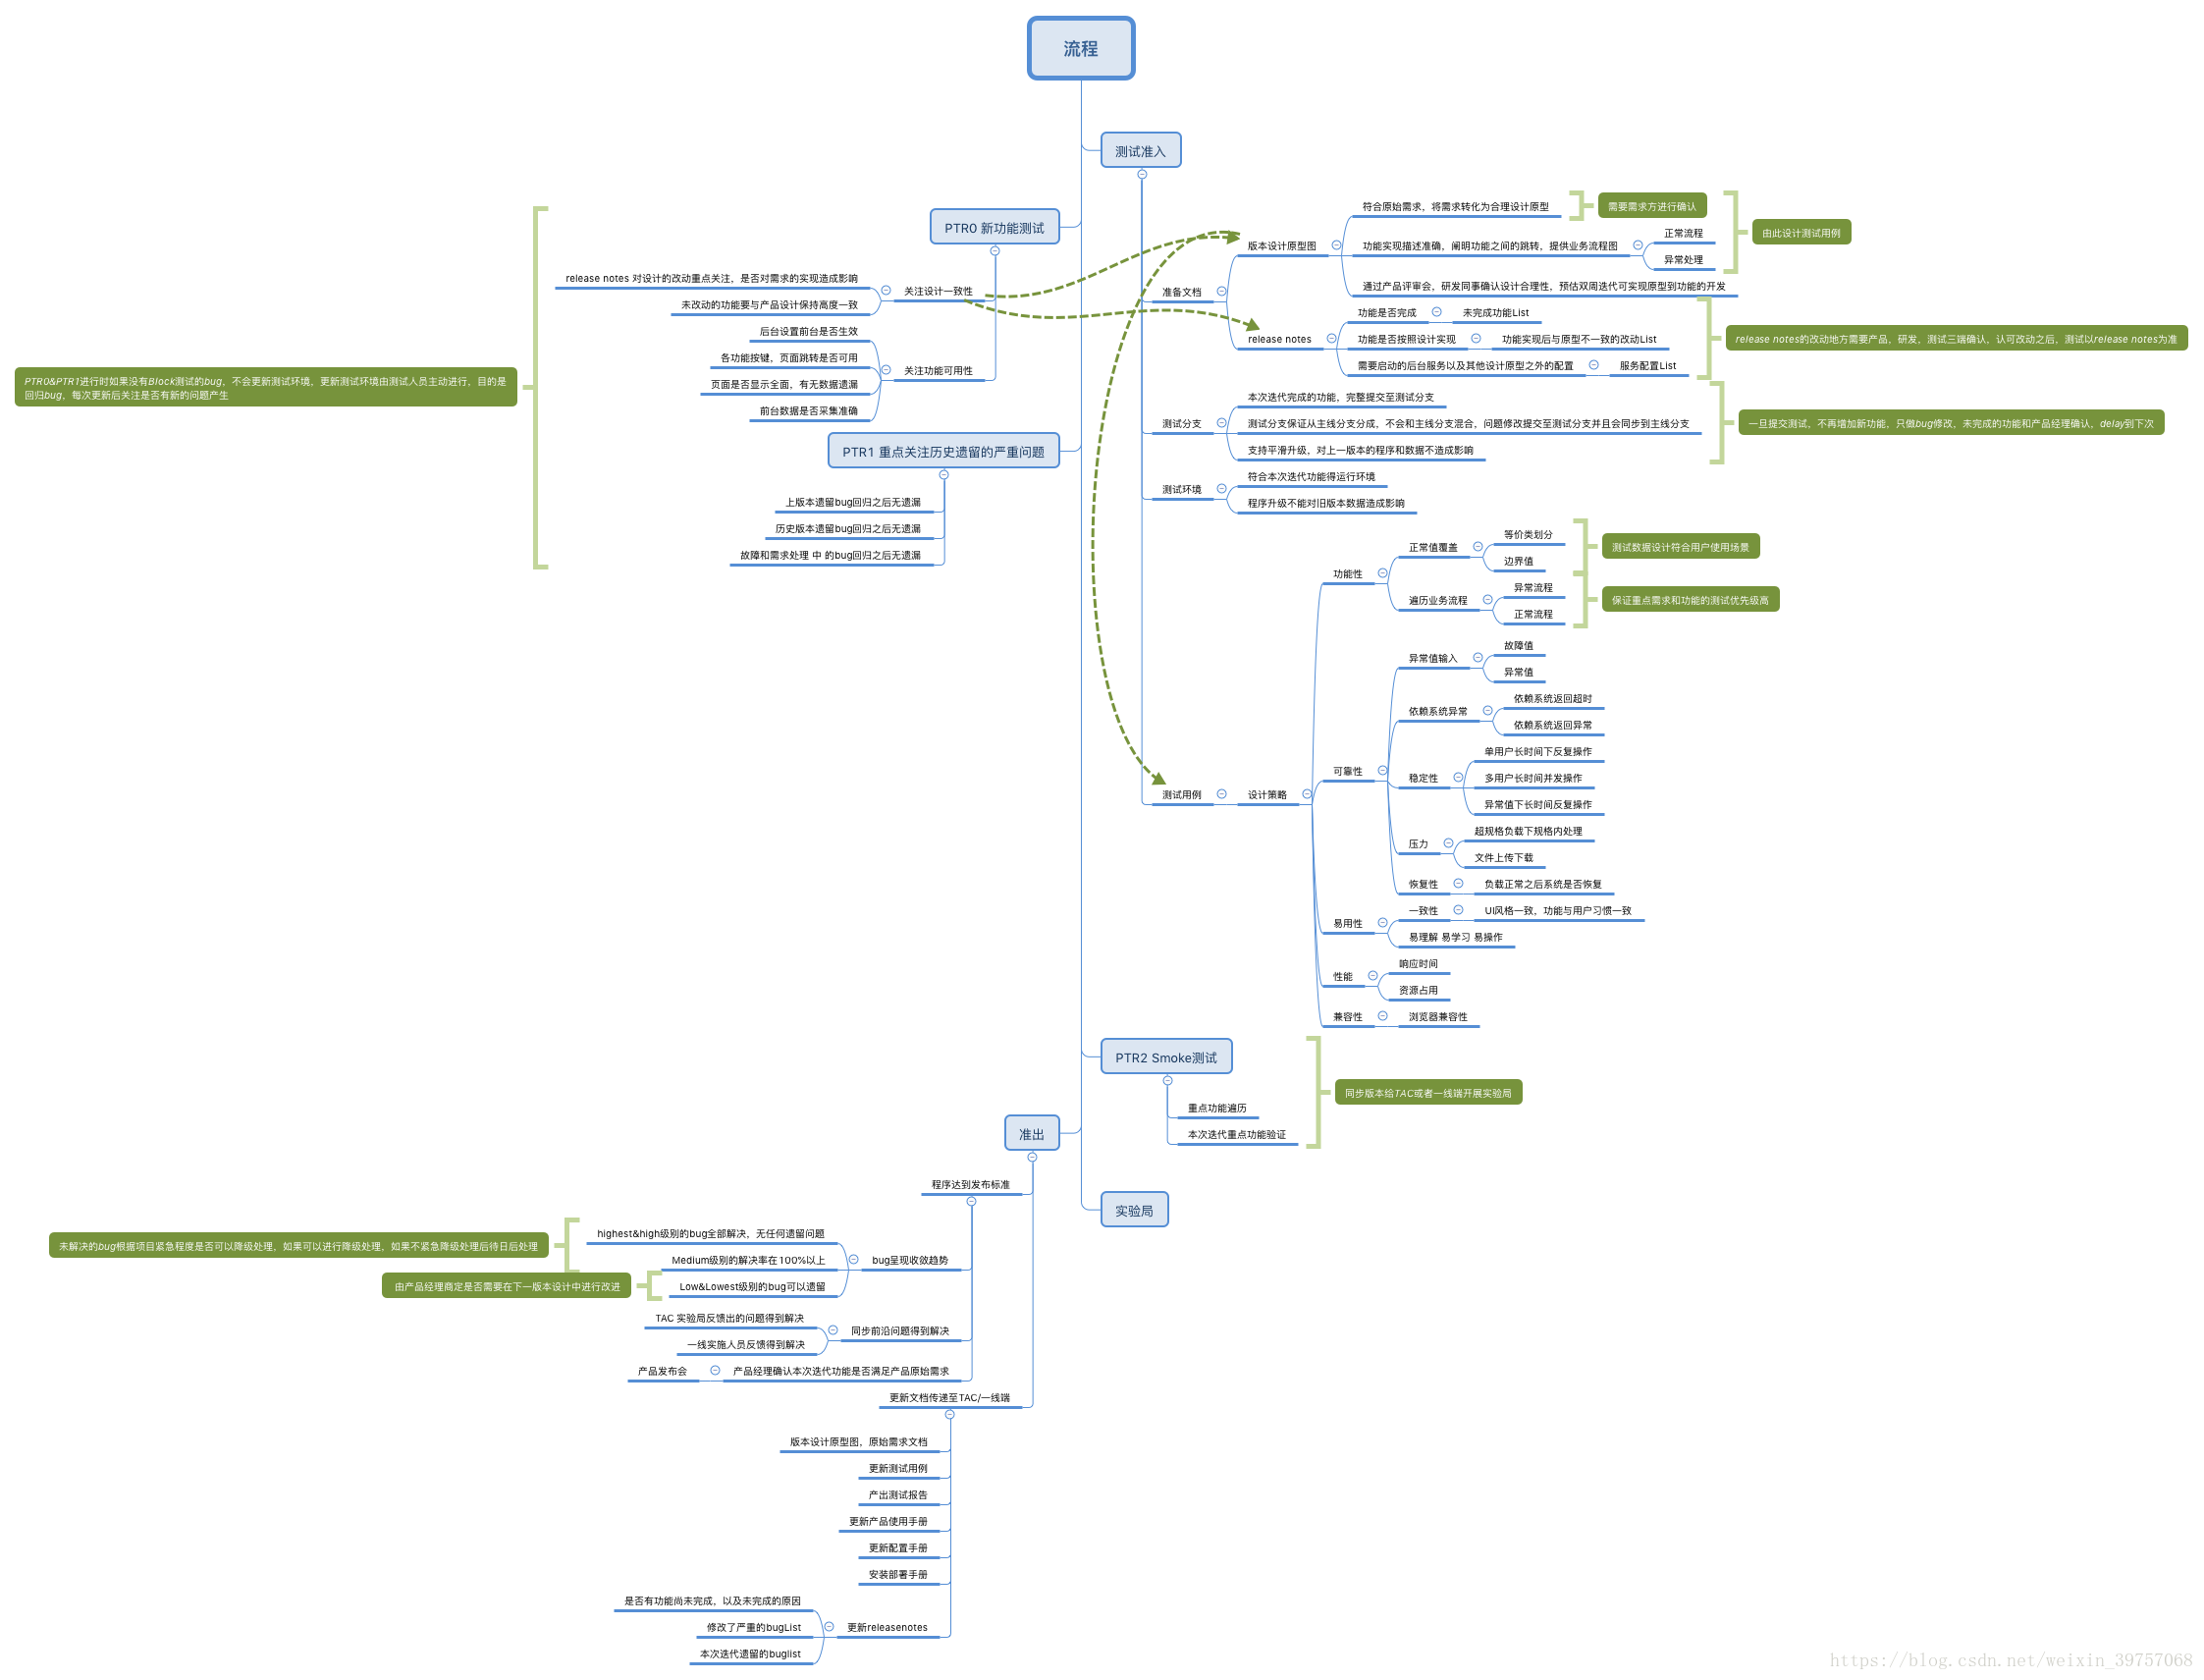 流程
测试准入
准备文档
版本设计原型图
符合原始需求，将需求转化为合理设计原型
需要需求方进行确认
功能实现描述准确，阐明功能之间的跳转，提供业务流程图
正常流程
异常处理
由此设计测试用例
通过产品评审会，研发同事确认设计合理性，预估双周迭代可实现原型到功能的开发
release notes
功能是否完成
未完成功能List
功能是否按照设计实现
功能实现后与原型不一致的改动List
需要启动的后台服务以及其他设计原型之外的配置
服务配置List
release notes的改动地方需要产品，研发，测试三端确认，认可改动之后，测试以release notes为准
测试分支
本次迭代完成的功能，完整提交至测试分支
测试分支保证从主线分支分成，不会和主线分支混合，问题修改提交至测试分支并且会同步到主线分支
支持平滑升级，对上一版本的程序和数据不造成影响
一旦提交测试，不再增加新功能，只做bug修改，未完成的功能和产品经理确认，delay到下次
测试环境
符合本次迭代功能得运行环境
程序升级不能对旧版本数据造成影响
测试用例
设计策略
功能性
正常值覆盖
等价类划分
边界值
测试数据设计符合用户使用场景
遍历业务流程
异常流程
正常流程
保证重点需求和功能的测试优先级高
可靠性
异常值输入
故障值
异常值
依赖系统异常
依赖系统返回超时
依赖系统返回异常
稳定性
单用户长时间下反复操作
多用户长时间并发操作
异常值下长时间反复操作
压力
超规格负载下规格内处理
文件上传下载
恢复性
负载正常之后系统是否恢复
易用性
一致性
UI风格一致，功能与用户习惯一致
易理解 易学习 易操作
性能
响应时间
资源占用
兼容性
浏览器兼容性
PTR0 新功能测试
关注设计一致性
release notes 对设计的改动重点关注，是否对需求的实现造成影响
未改动的功能要与产品设计保持高度一致
关注功能可用性
后台设置前台是否生效
各功能按键，页面跳转是否可用
页面是否显示全面，有无数据遗漏
前台数据是否采集准确
PTR0&PTR1进行时如果没有Block测试的bug，不会更新测试环境，更新测试环境由测试人员主动进行，目的是
回归bug，每次更新后关注是否有新的问题产生
PTR1 重点关注历史遗留的严重问题
上版本遗留bug回归之后无遗漏
历史版本遗留bug回归之后无遗漏
故障和需求处理 中 的bug回归之后无遗漏
PTR2 Smoke测试
重点功能遍历
本次迭代重点功能验证
同步版本给TAC或者一线端开展实验局
准出
程序达到发布标准
bug呈现收敛趋势
highest&high级别的bug全部解决，无任何遗留问题
Medium级别的解决率在100%以上
Low&Lowest级别的bug可以遗留
未解决的bug根据项目紧急程度是否可以降级处理，如果可以进行降级处理，如果不紧急降级处理后待日后处理
由产品经理商定是否需要在下一版本设计中进行改进
同步前沿问题得到解决
TAC 实验局反馈出的问题得到解决
一线实施人员反馈得到解决
产品经理确认本次迭代功能是否满足产品原始需求
产品发布会
更新文档传递至TAC/一线端
版本设计原型图，原始需求文档
更新测试用例
产出测试报告
更新产品使用手册
更新配置手册
安装部署手册
更新releasenotes
是否有功能尚未完成，以及未完成的原因
修改了严重的bugList
本次迭代遗留的buglist
实验局
https://blog.csdn.net/weixin_39757068